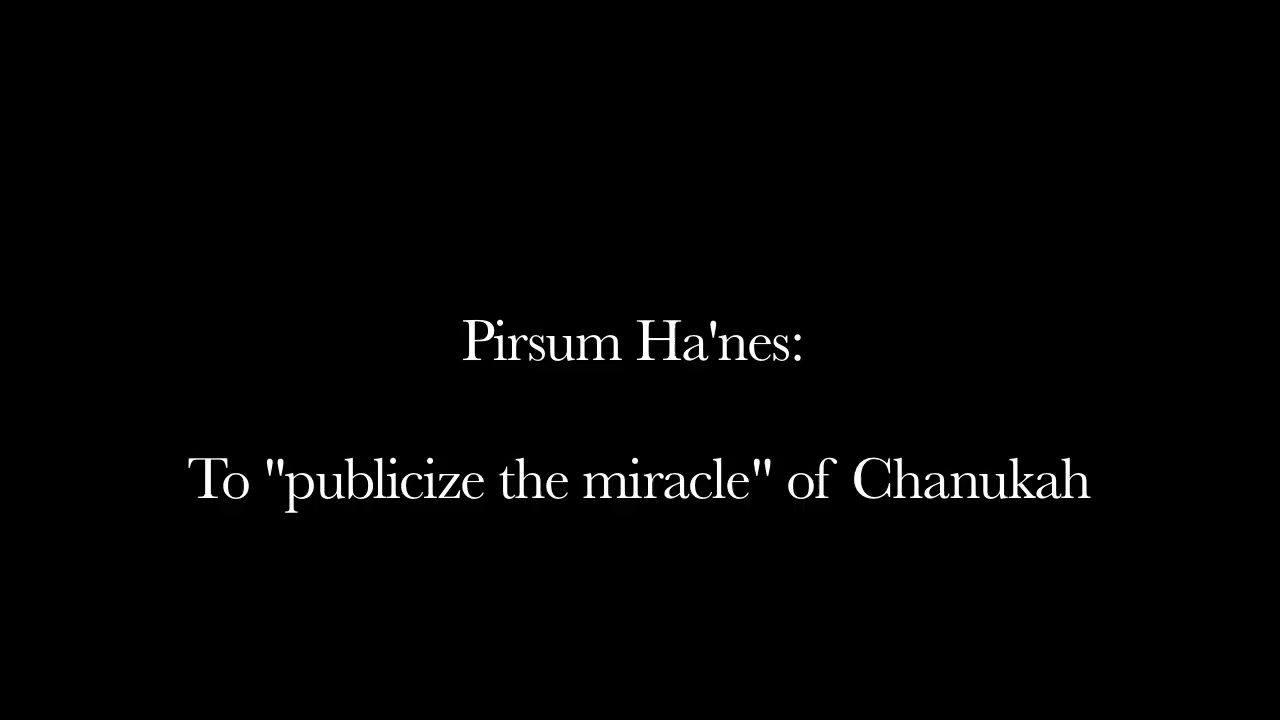 Pirsum Ha'nes:
To "publicize the miracle" of Chanukah